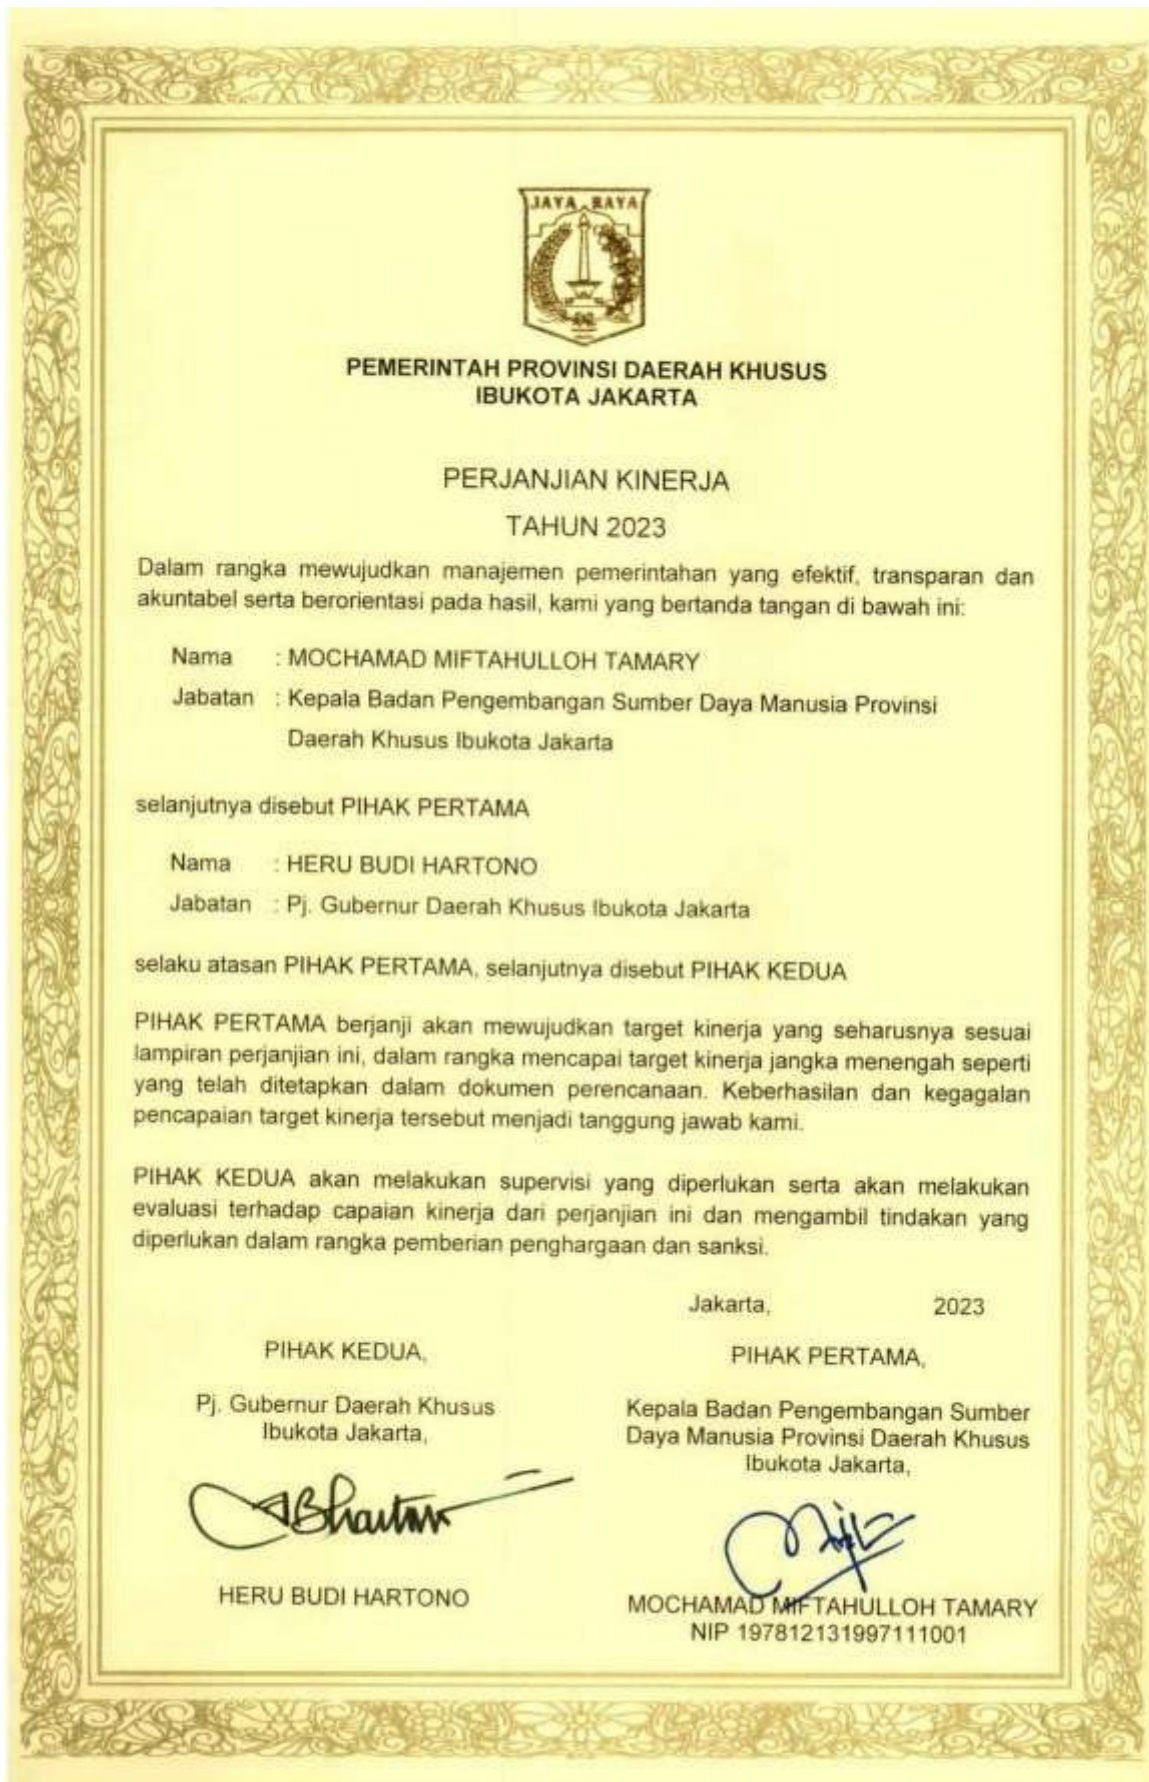 JAYA RAYA
PEMERINTAH PROVINSI DAERAH KHUSUS
IBUKOTA JAKARTA
PERJANJIAN KINERJA
TAHUN 2023
Dalam rangka mewujudkan manajemen pemerintahan yang efektif, transparan dan
akuntabel serta berorientasi pada hasil, kami yang bertanda tangan di bawah ini:
Nama : MOCHAMAD MIFTAHULLOH TAMARY
Jabatan : Kepala Badan Pengembangan Sumber Daya Manusia Provinsi
Daerah Khusus Ibukota Jakarta
selanjutnya disebut PIHAK PERTAMA
Nama : HERU BUDI HARTONO
Jabatan : Pj. Gubernur Daerah Khusus Ibukota Jakarta
selaku atasan PIHAK PERTAMA, selanjutnya disebut PIHAK KEDUA
PIHAK PERTAMA berjanji akan mewujudkan target kinerja yang seharusnya sesuai
lampiran perjanjian ini, dalam rangka mencapai target kinerja jangka menengah seperti
yang telah ditetapkan dalam dokumen perencanaan. Keberhasilan dan kegagalan
pencapaian target kinerja tersebut menjadi tanggung jawab kami.
PIHAK KEDUA akan melakukan supervisi yang diperlukan serta akan melakukan
evaluasi terhadap capaian kinerja dari perjanjian ini dan mengambil tindakan yang
diperlukan dalam rangka pemberian penghargaan dan sanksi.
Jakarta, 2023
PIHAK KEDUA,
Pj. Gubernur Daerah Khusus
Ibukota Jakarta,
HERU BUDI HARTONO
PIHAK PERTAMA,
Kepala Badan Pengembangan Sumber
Daya Manusia Provinsi Daerah Khusus
Ibukota Jakarta,
MOCHAMAD MIFTAHULLOH TAMARY
NIP 197812131997111001